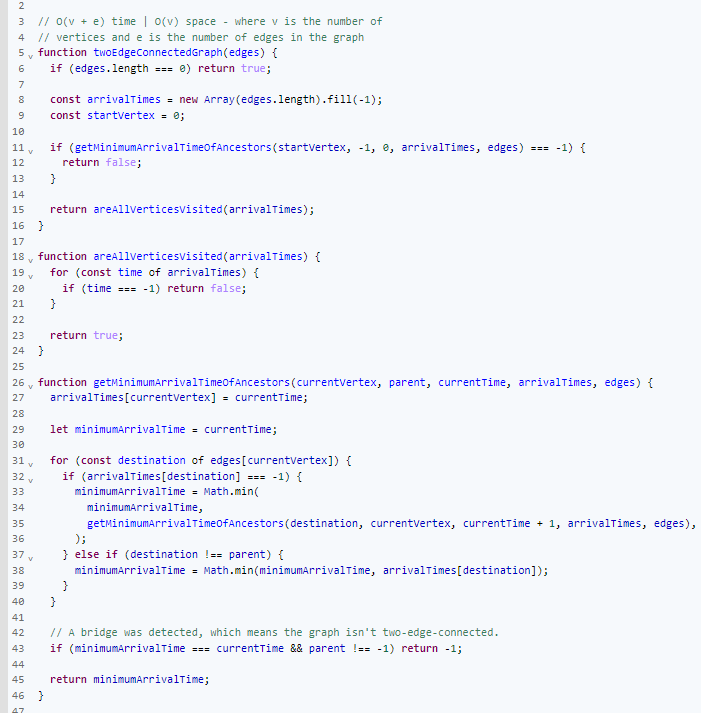 2
3 // O(v + e) time | O(v) space - where v is the number of
4 // vertices and e is the number of edges in the graph
5 function twoEdgeConnectedGraph(edges) {
6   if (edges.length === 0) return true;
7
8   const arrivalTimes = new Array(edges.length).fill(-1);
9   const startVertex = 0;
10
11   if (getMinimumArrivalTimeOfAncestors(startVertex, -1, 0, arrivalTimes, edges) === -1) {
12     return false;
13   }
14
15   return areAllVerticesVisited(arrivalTimes);
16 }
17
18 function areAllVerticesVisited(arrivalTimes) {
19   for (const time of arrivalTimes) {
20     if (time === -1) return false;
21   }
22
23   return true;
24 }
25
26 function getMinimumArrivalTimeOfAncestors(currentVertex, parent, currentTime, arrivalTimes, edges) {
27   arrivalTimes[currentVertex] = currentTime;
28
29   let minimumArrivalTime = currentTime;
30
31   for (const destination of edges[currentVertex]) {
32     if (arrivalTimes[destination] === -1) {
33       minimumArrivalTime = Math.min(
34         minimumArrivalTime,
35         getMinimumArrivalTimeOfAncestors(destination, currentVertex, currentTime + 1, arrivalTimes, edges),
36       );
37     } else if (destination !== parent) {
38       minimumArrivalTime = Math.min(minimumArrivalTime, arrivalTimes[destination]);
39     }
40   }
41
42   // A bridge was detected, which means the graph isn't two-edge-connected.
43   if (minimumArrivalTime === currentTime && parent !== -1) return -1;
44
45   return minimumArrivalTime;
46 }
47